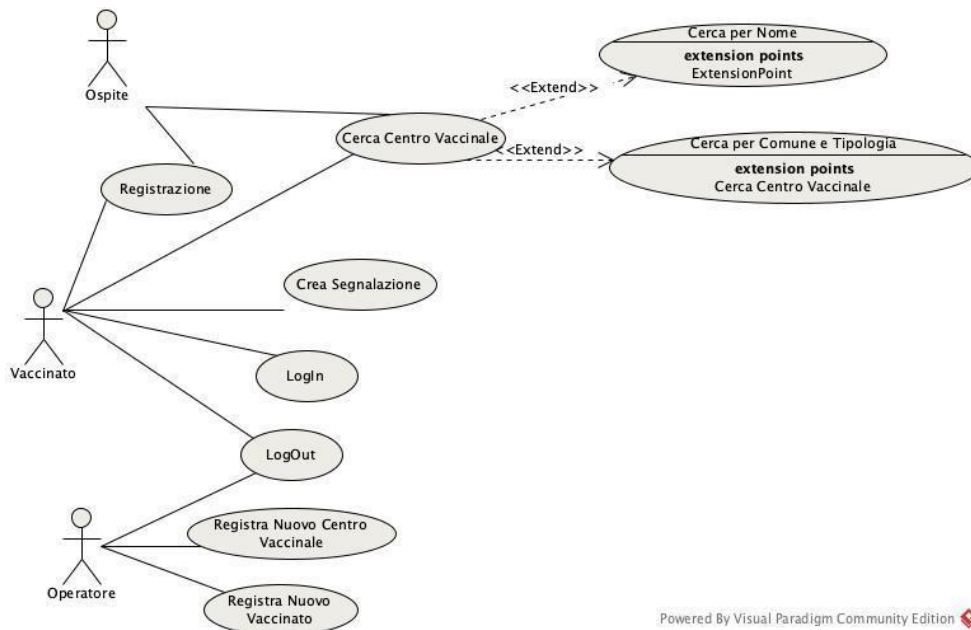 Ospite
Cerca per Nome
extension points
ExtensionPoint
<<Extend>>
Cerca Centro Vaccinale
<<Extend>>
Cerca per Comune e Tipologia
extension points
Cerca Centro Vaccinale
Registrazione
Crea Segnalazione
Vaccinato
LogIn
LogOut
Registra Nuovo Centro
Vaccinale
Operatore
Registra Nuovo
Vaccinato
Powered By Visual Paradigm Community Edition